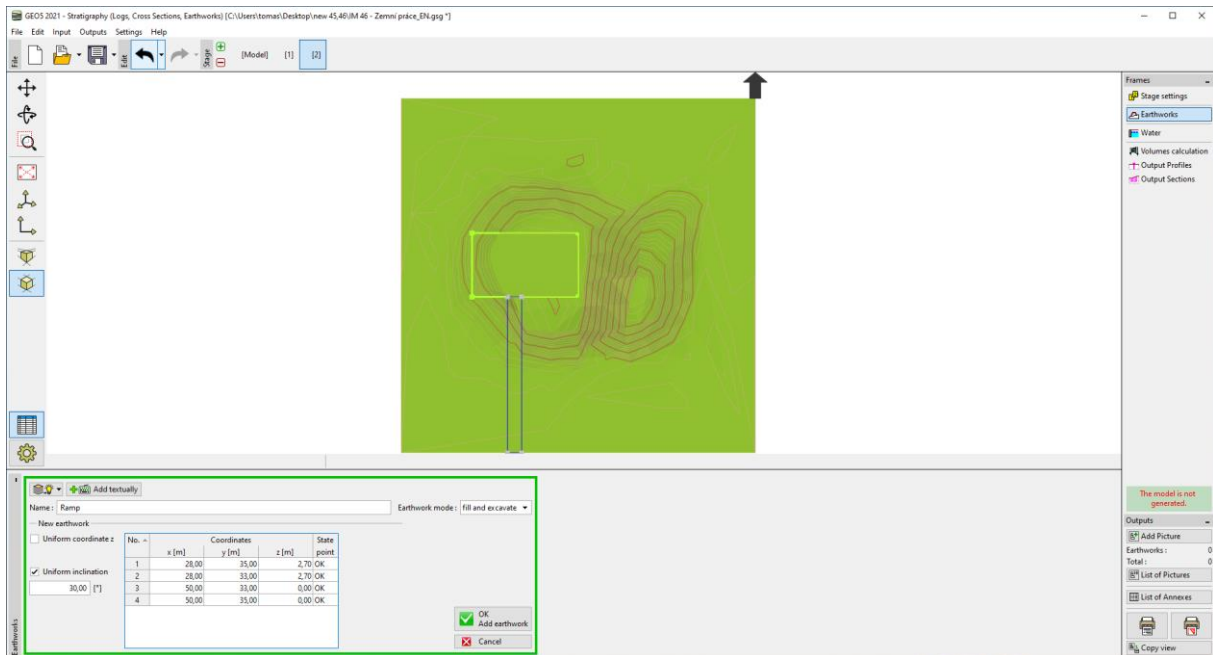 GEO5 2021 - Stratigraphy (Logs, Cross Sections, Earthworks) [C:\Users\tomas\Desktop\new 45,46\JM 46 - Zemní práce_EN.gsg *]
File Edit Input Outputs Settings Help
File Edit Stage [Model] [1] [2]
Frames
Stage settings
Earthworks
Water
Volumes calculation
Output Profiles
Output Sections
Add textually
Name : Ramp Earthwork mode : fill and excavate
New earthwork
Uniform coordinate z
Uniform inclination
30,00 [°]
No. Coordinates State
x [m] y [m] z [m] point
1 28,00 35,00 2,70 OK
2 28,00 33,00 2,70 OK
3 50,00 33,00 0,00 OK
4 50,00 35,00 0,00 OK
OK
Add earthwork
Cancel
Earthworks
The model is not
generated.
Outputs
Add Picture
Earthworks : 0
Total : 0
List of Pictures
List of Annexes
Copy view